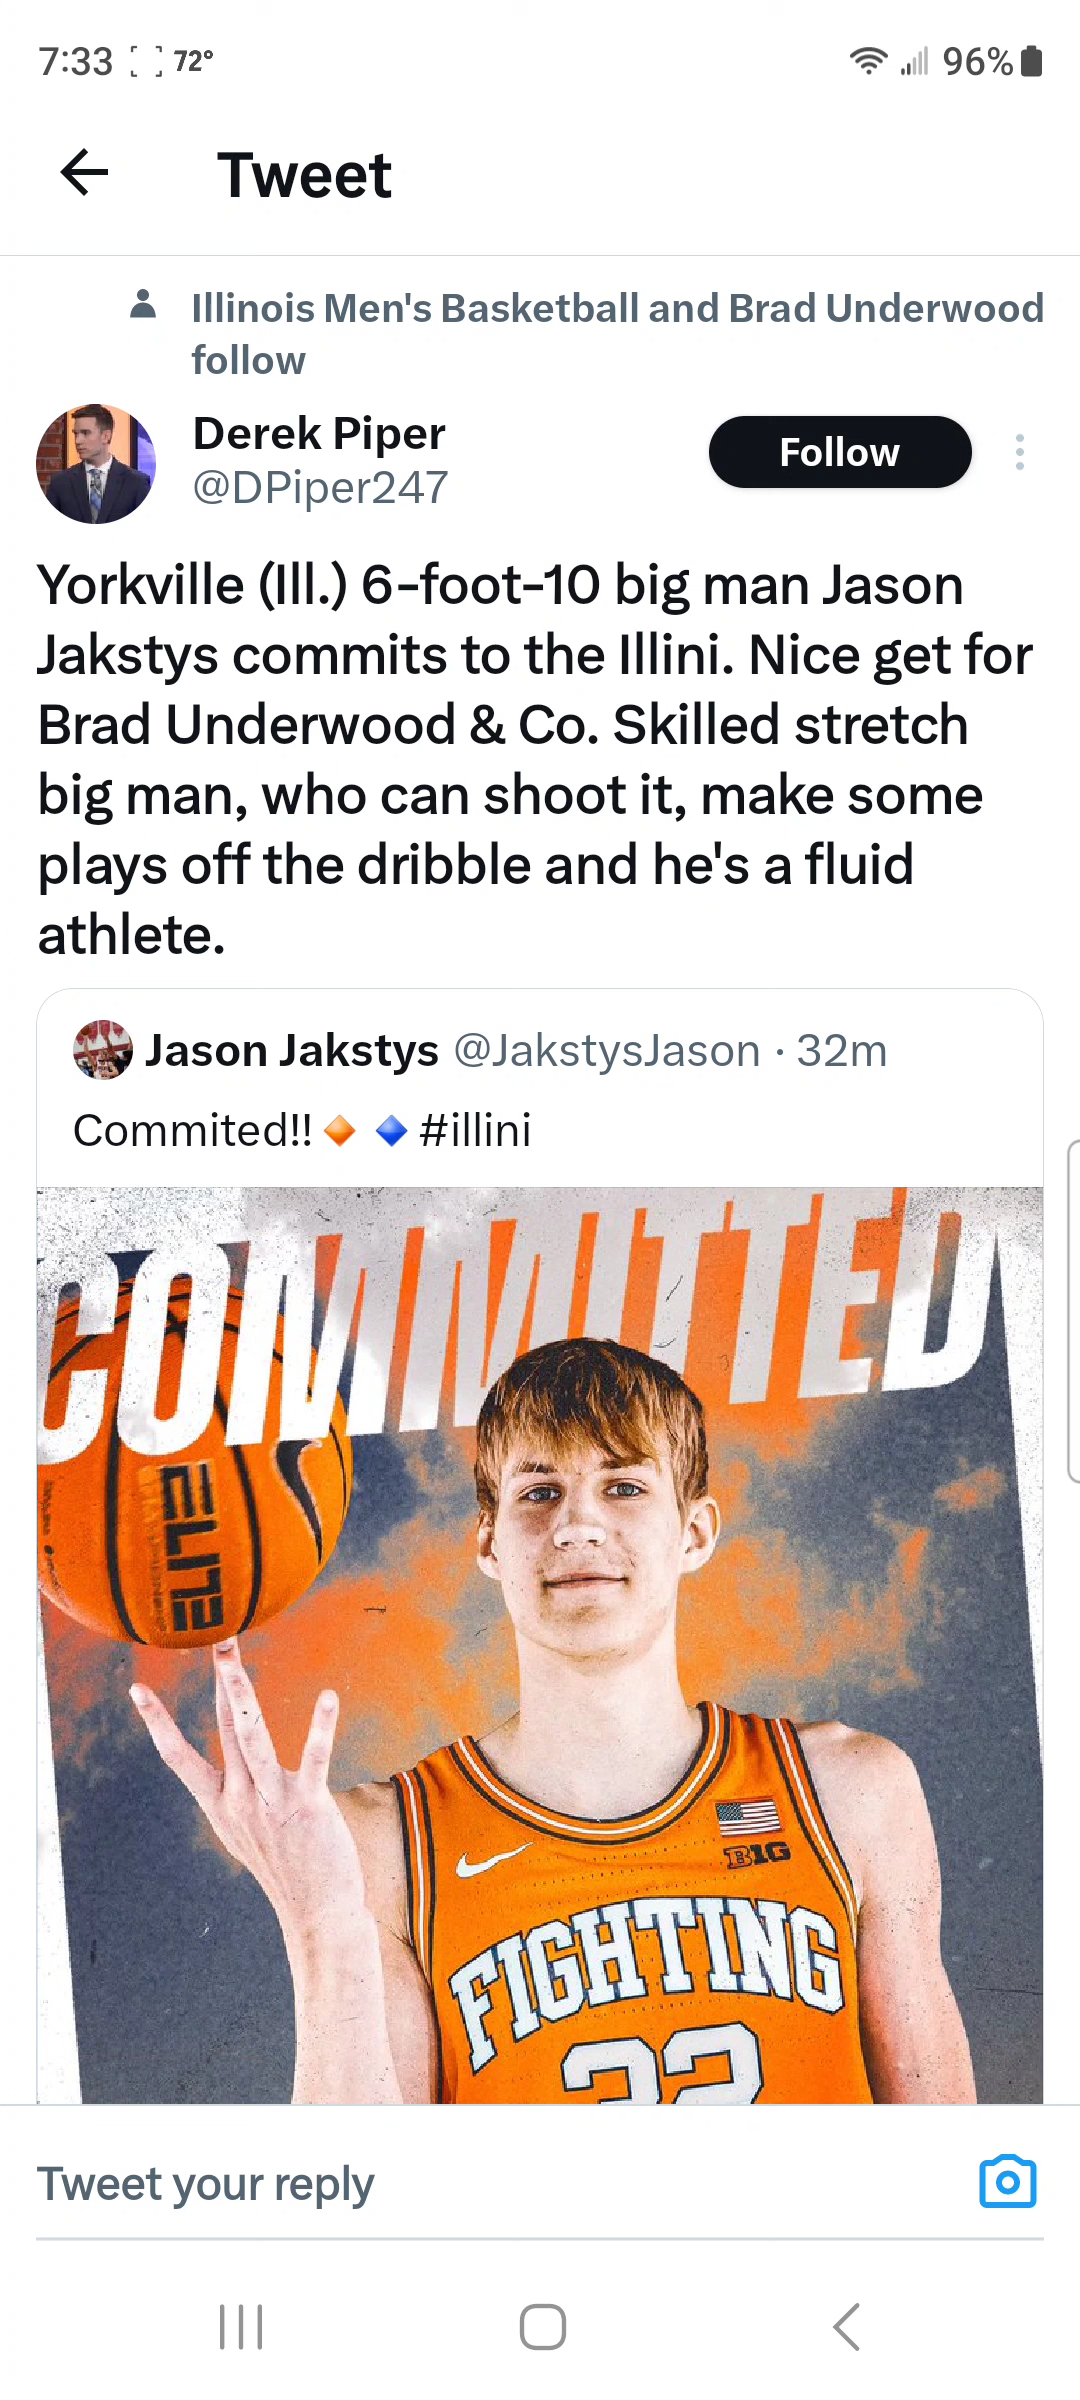 7:33 72° 96%
Tweet
Illinois Men's Basketball and Brad Underwood
follow
Derek Piper
@DPiper247
Follow
Yorkville (Ill.) 6-foot-10 big man Jason
Jakstys commits to the Illini. Nice get for
Brad Underwood & Co. Skilled stretch
big man, who can shoot it, make some
plays off the dribble and he's a fluid
athlete.
Jason Jakstys @JakstysJason · 32m
Commited!!🔸🔹#illini
COMMITTED
ELITE
B1G
FIGHTING
32
Tweet your reply